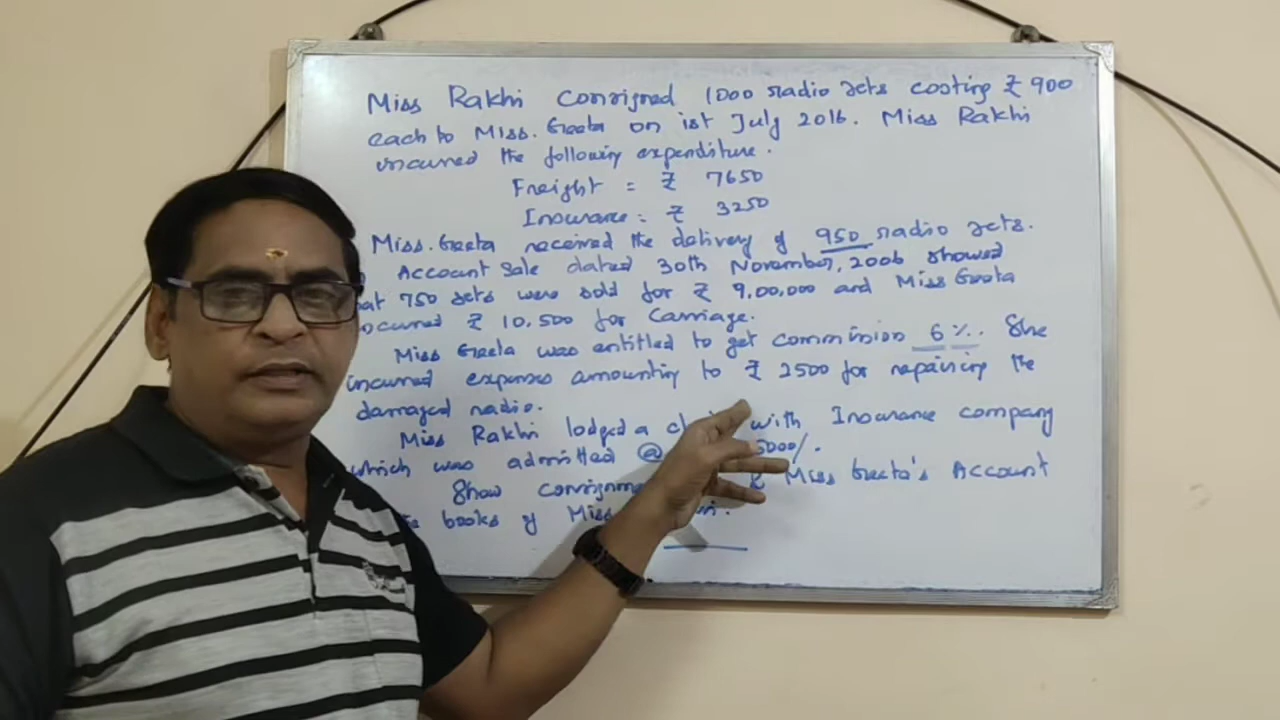 Miss Rakhi consigned 1000 radio sets costing ₹ 900
each to Miss. Geeta on 1st July 2016. Miss Rakhi
incurred the following expenditure.
Freight = ₹ 7650
Insurance = ₹ 3250
Miss. Geeta received the delivery of 950 radio sets.
Account Sale dated 30th November, 2006 showed
750 sets were sold for ₹ 9,00,000 and Miss Geeta
₹ 10,500 for Carriage.
Miss Geeta was entitled to get commission 6 %. She
incurred expenses amounting to ₹ 2500 for repairing the
damaged radio.
Miss Rakhi lodged a with Insurance company
which was admitted @ 5000/.
Show & Miss Geeta's Account
books of Miss